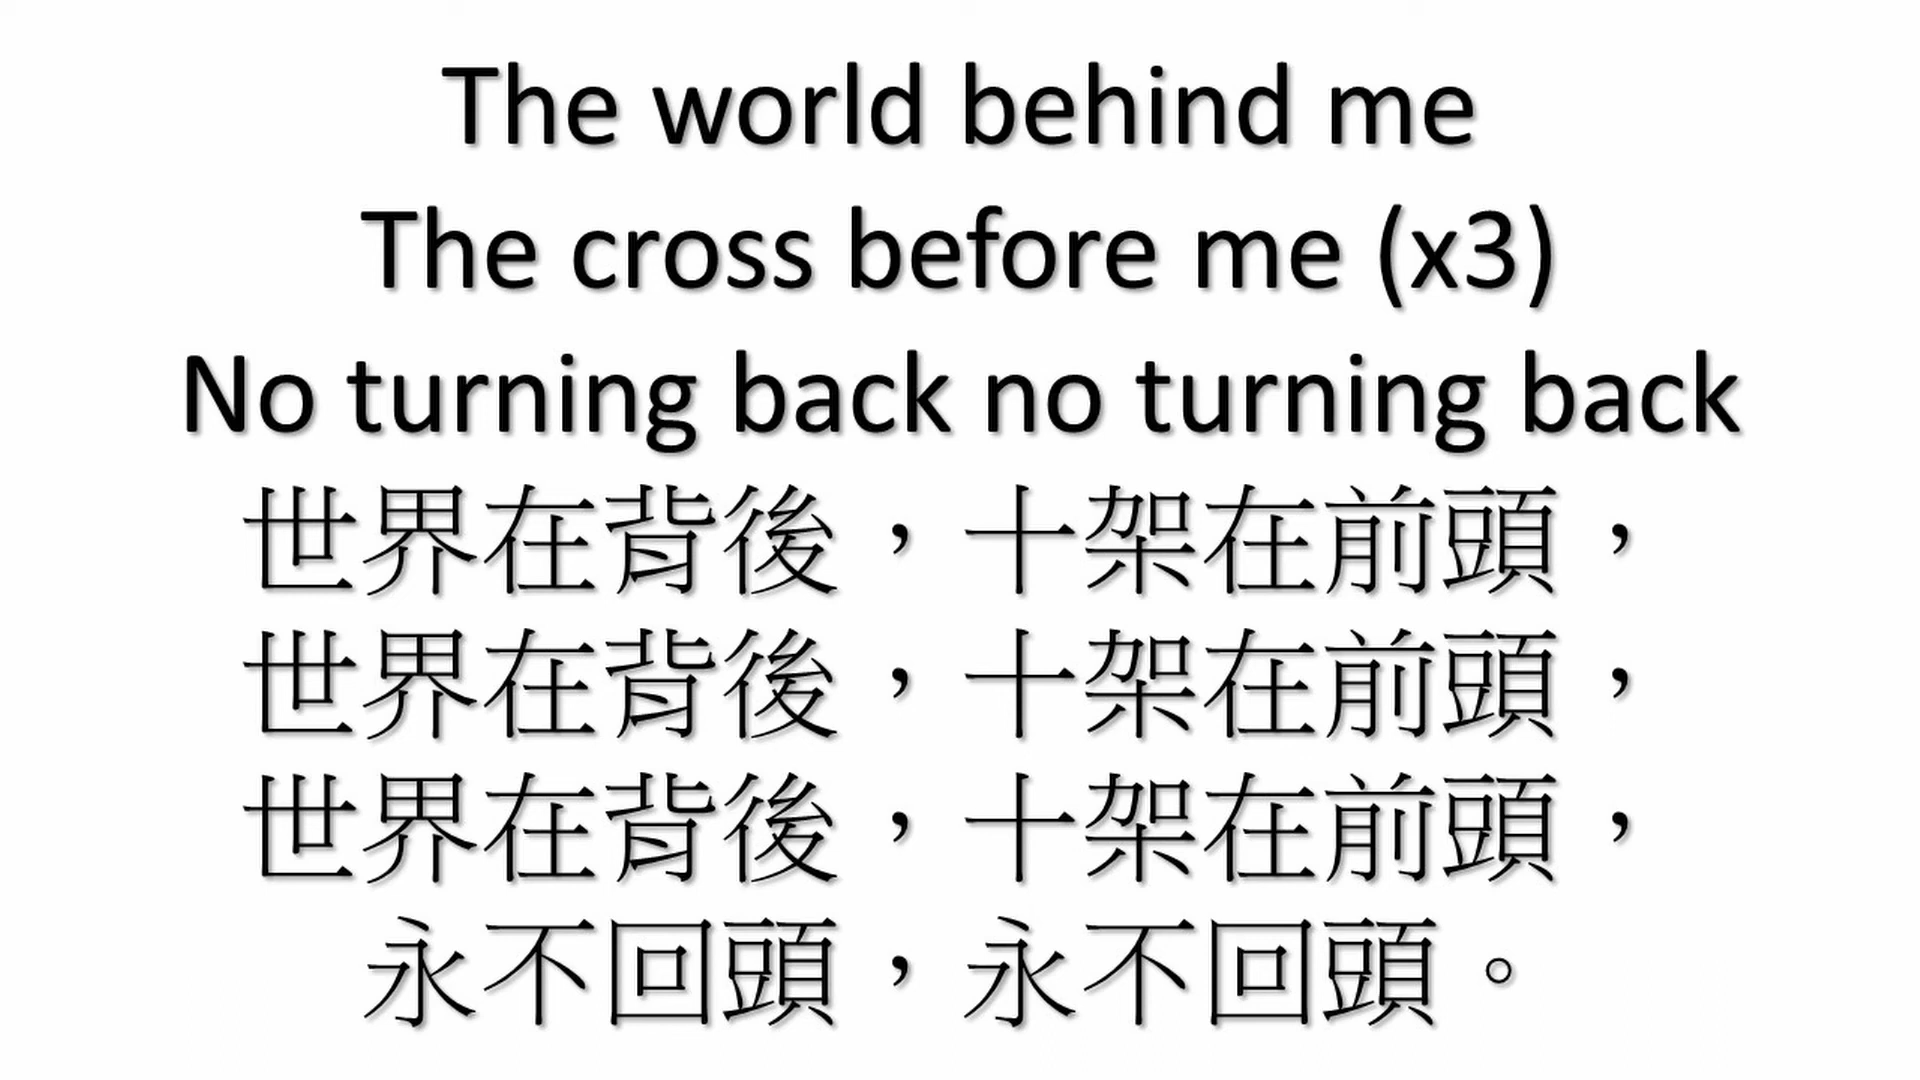 The world behind me
The cross before me (x3)
No turning back no turning back
世界在背後，十架在前頭，
世界在背後，十架在前頭，
世界在背後，十架在前頭，
永不回頭，永不回頭。